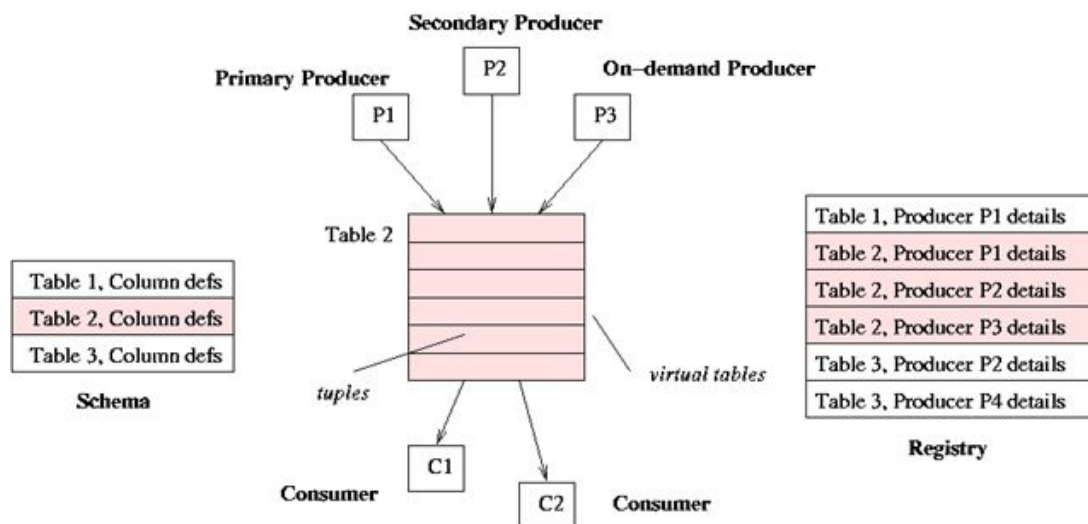 Secondary Producer
P2
Primary Producer
On-demand Producer
P1
P3
Table 2
Table 1, Column defs
Table 2, Column defs
Table 3, Column defs
Schema
tuples
virtual tables
Table 1, Producer P1 details
Table 2, Producer P1 details
Table 2, Producer P2 details
Table 2, Producer P3 details
Table 3, Producer P2 details
Table 3, Producer P4 details
Registry
C1
Consumer
C2
Consumer